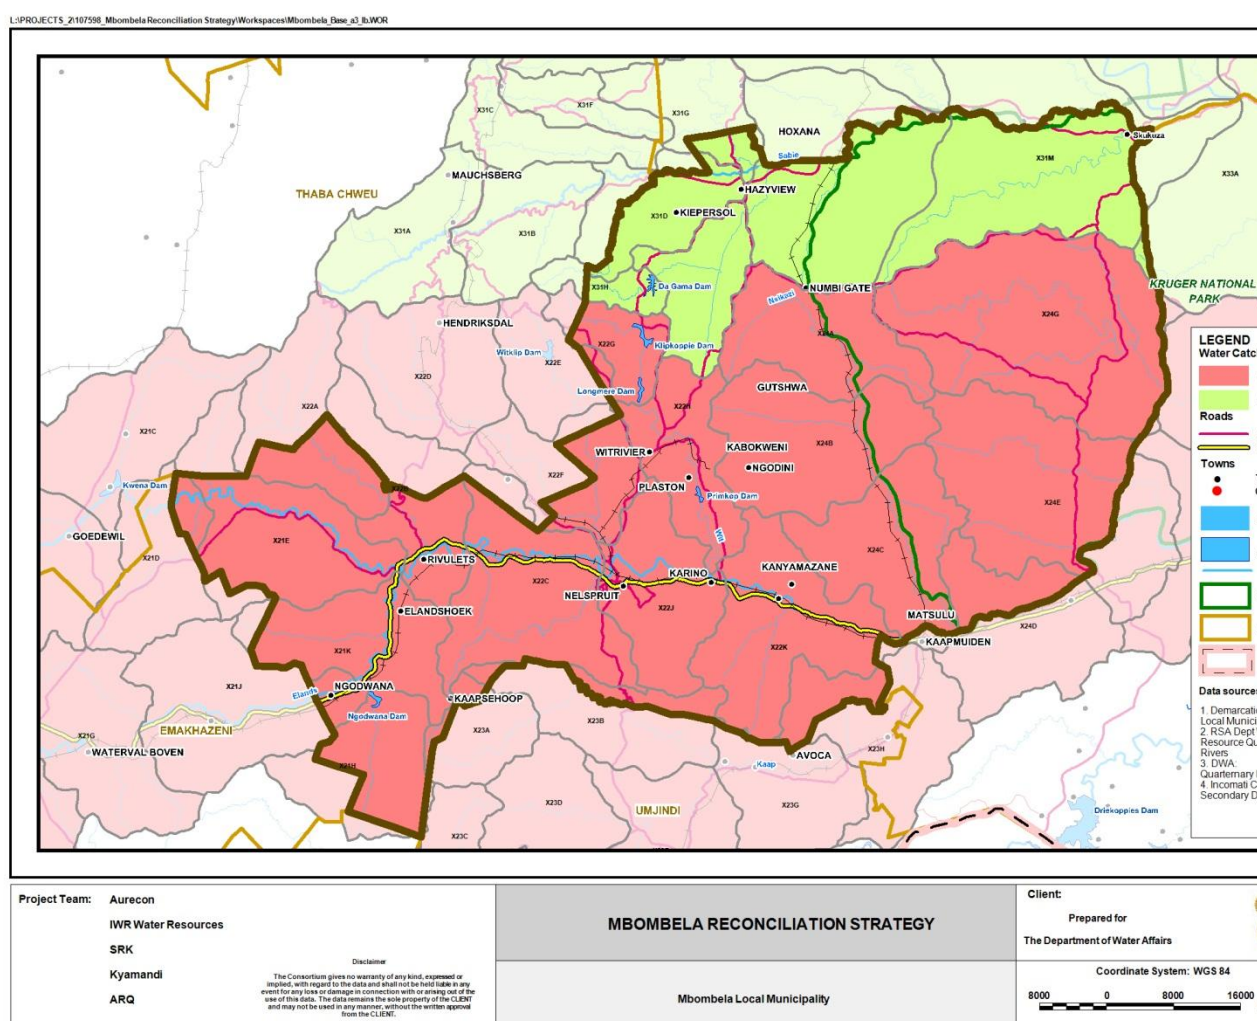 L:\PROJECTS_2\107598_Mbombela Reconciliation Strategy\Workspaces\Mbombela_Base_a3_lb.WOR
X31C
X31F
X31G
HOXANA
Skukuza
Sabie
X31M
MAUCHSBERG
X33A
THABA CHWEU
HAZYVIEW
X31D
KIEPERSOL
X31A
X31B
KRUGER NATIONAL
PARK
X31H
Da Gama Dam
Nsikazi
NUMBI GATE
X24G
HENDRIKSDAL
X24A
Klipkoppie Dam
X22G
Witklip Dam
X22E
X22D
GUTSHWA
Longmere Dam
X22A
X22H
X21C
KABOKWENI
X24B
WITRIVIER
NGODINI
X22F
PLASTON
Kwena Dam
Primkop Dam
X24E
GOEDEWIL
X21E
Wit
X21D
X24C
RIVULETS
KARINO
KANYAMAZANE
X22C
NELSPRUIT
X22J
ELANDSHOEK
MATSULU
X24D
KAAPMUIDEN
X21K
X22K
X21J
NGODWANA
Elands
KAAPSEHOOP
Ngodwana Dam
X23B
EMAKHAZENI
X23A
X21G
WATERVAL BOVEN
X23H
AVOCA
Kaap
X21H
X23D
X23G
UMJINDI
Driekoppies Dam
X23C
LEGEND
Water Catc
Roads
Towns
Data sources
1. Demarcatio
Local Municip
2. RSA Dept
Resource Qu
Rivers
3. DWA:
Quarternary
4. Incomati C
Secondary D
Project Team:
Aurecon
IWR Water Resources
SRK
Kyamandi
ARQ
Disclaimer
The Consortium gives no warranty of any kind, expressed or
implied, with regard to the data and shall not be held liable in any
event for any loss or damage in connection with or arising out of the
use of this data. The data remains the sole property of the CLIENT
and may not be used in any manner, without the written approval
from the CLIENT.
MBOMBELA RECONCILIATION STRATEGY
Mbombela Local Municipality
Client:
Prepared for
The Department of Water Affairs
Coordinate System: WGS 84
8000 0 8000 16000